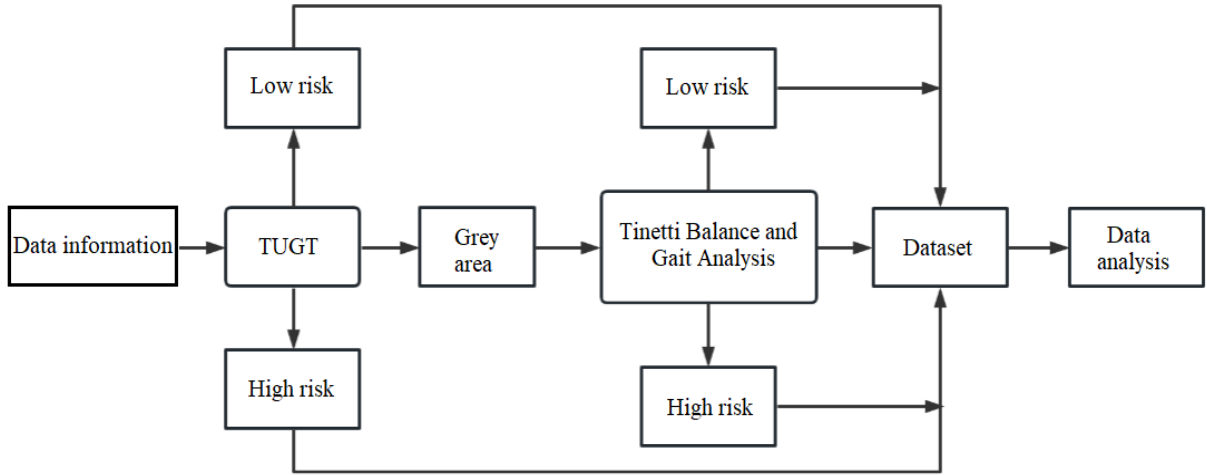 Low risk
Low risk
Data information
TUGT
Grey
area
Tinetti Balance and
Gait Analysis
Dataset
Data
analysis
High risk
High risk